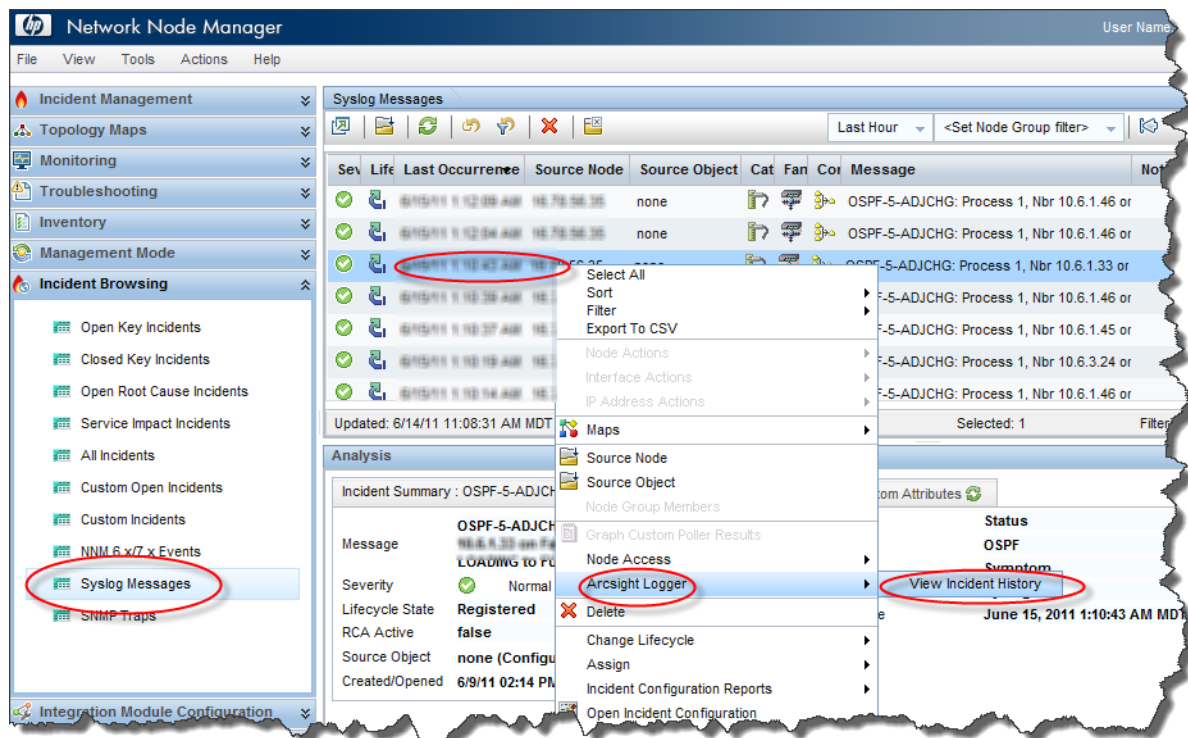 hp Network Node Manager User Name
File View Tools Actions Help
Incident Management
Topology Maps
Monitoring
Troubleshooting
Inventory
Management Mode
Incident Browsing
Open Key Incidents
Closed Key Incidents
Open Root Cause Incidents
Service Impact Incidents
All Incidents
Custom Open Incidents
Custom Incidents
NNM 6.x/7.x Events
Syslog Messages
SNMP Traps
Integration Module Configuration
Syslog Messages
Last Hour <Set Node Group filter>
Sev Life Last Occurrence Source Node Source Object Cat Fan Cor Message Not
none OSPF-5-ADJCHG: Process 1, Nbr 10.6.1.46 or
none OSPF-5-ADJCHG: Process 1, Nbr 10.6.1.46 or
OSPF-5-ADJCHG: Process 1, Nbr 10.6.1.33 or
F-5-ADJCHG: Process 1, Nbr 10.6.1.46 or
F-5-ADJCHG: Process 1, Nbr 10.6.1.45 or
F-5-ADJCHG: Process 1, Nbr 10.6.3.24 or
F-5-ADJCHG: Process 1, Nbr 10.6.1.46 or
Updated: 6/14/11 11:08:31 AM MDT Selected: 1 Filter
Select All
Sort
Filter
Export To CSV
Node Actions
Interface Actions
IP Address Actions
Maps
Source Node
Source Object
Node Group Members
Graph Custom Poller Results
Node Access
Arcsight Logger
View Incident History
Delete
Change Lifecycle
Assign
Incident Configuration Reports
Open Incident Configuration
Analysis
Incident Summary : OSPF-5-ADJCH
tom Attributes
Message OSPF-5-ADJCH
LOADING to FU
Severity Normal
Lifecycle State Registered
RCA Active false
Source Object none (Configu
Created/Opened 6/9/11 02:14 PM
Status
OSPF
Symptom
e June 15, 2011 1:10:43 AM MDT